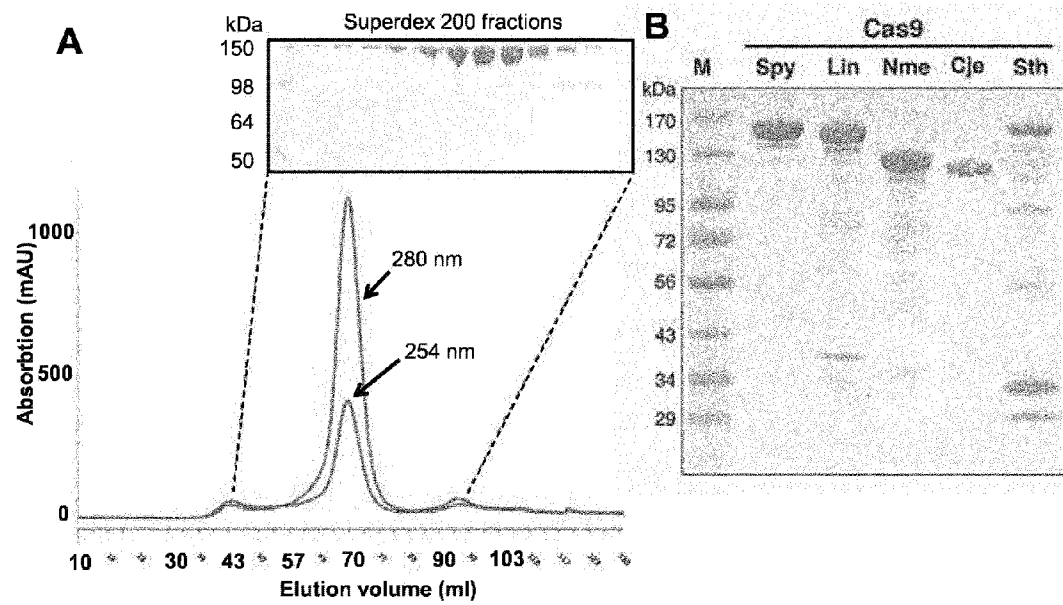 A
Superdex 200 fractions
kDa
150
98
64
50
280 nm
254 nm
Absorbtion (mAU)
1000
500
0
10 30 43 57 70 90 103
Elution volume (ml)
B
Cas9
M Spy Lin Nme Cje Sth
kDa
170
130
95
72
56
43
34
29